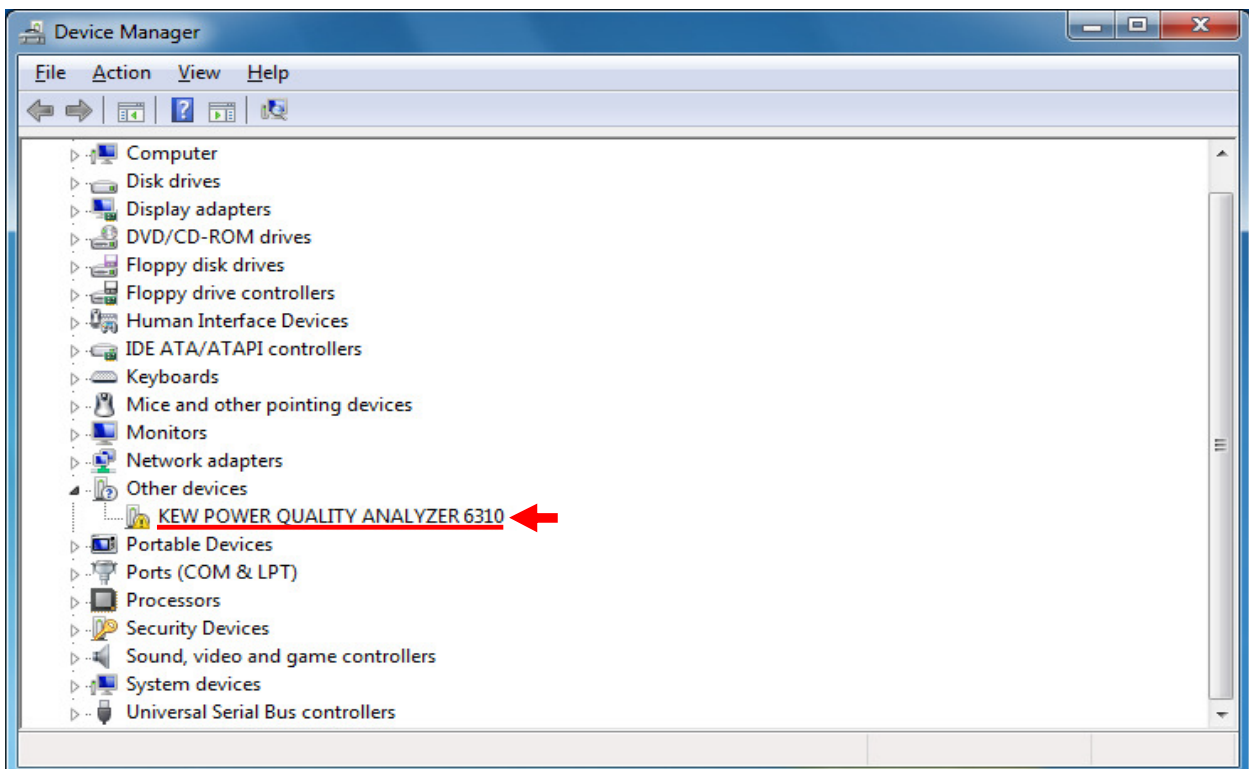 Device Manager
File Action View Help
Computer
Disk drives
Display adapters
DVD/CD-ROM drives
Floppy disk drives
Floppy drive controllers
Human Interface Devices
IDE ATA/ATAPI controllers
Keyboards
Mice and other pointing devices
Monitors
Network adapters
Other devices
KEW POWER QUALITY ANALYZER 6310
Portable Devices
Ports (COM & LPT)
Processors
Security Devices
Sound, video and game controllers
System devices
Universal Serial Bus controllers